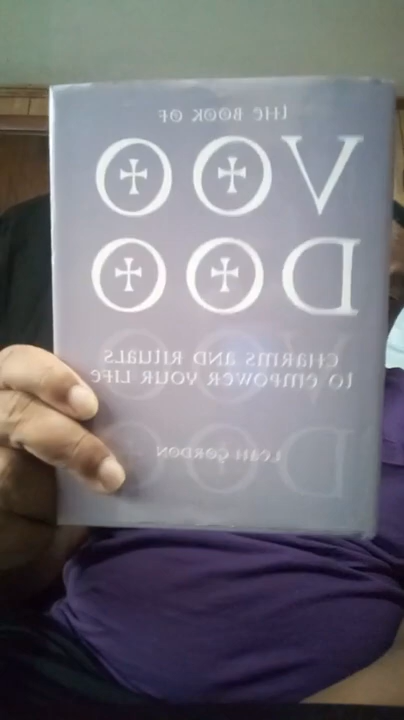 the BOOK OF
VOO
DOO
CHARMS AND RITUALS
to empower your Life
Leah Gordon